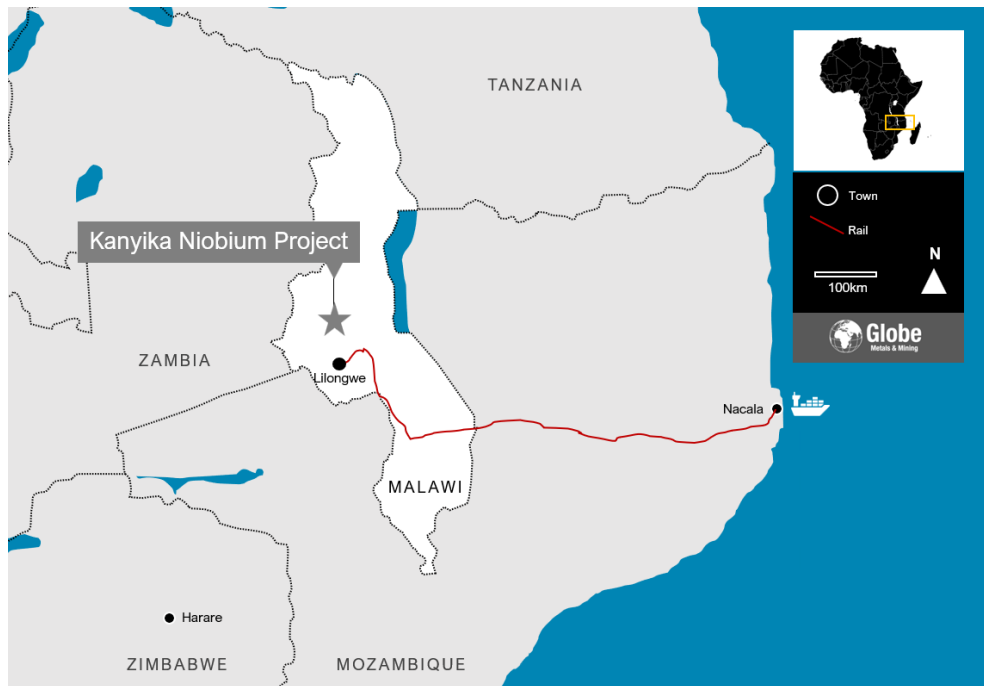 TANZANIA
Town
Kanyika Niobium Project
Rail
N
100km
Globe
Metals & Mining
ZAMBIA
Lilongwe
Nacala
MALAWI
Harare
ZIMBABWE
MOZAMBIQUE